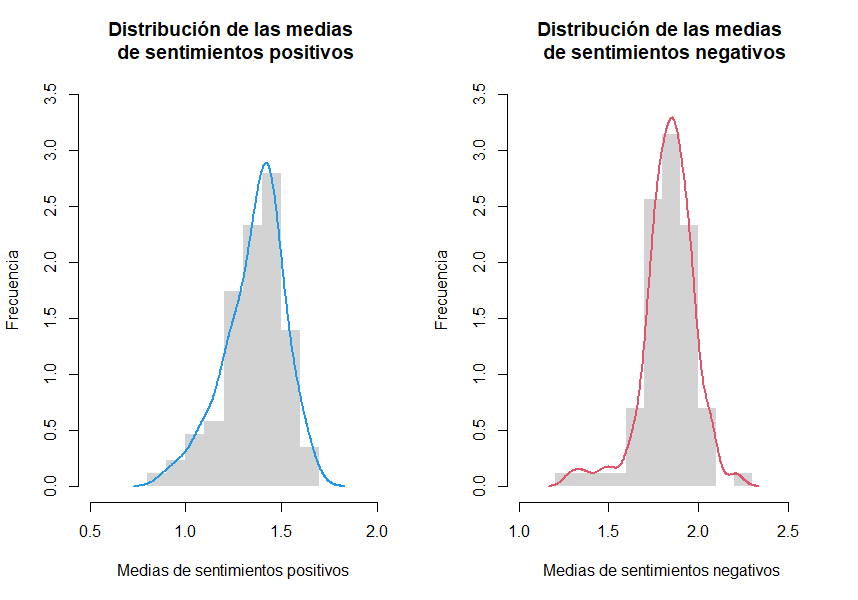 Distribución de las medias
de sentimientos positivos
3.5
3.0
2.5
2.0
1.5
1.0
0.5
0.0
Frecuencia
0.5 1.0 1.5 2.0
Medias de sentimientos positivos
Distribución de las medias
de sentimientos negativos
3.5
3.0
2.5
2.0
1.5
1.0
0.5
0.0
Frecuencia
1.0 1.5 2.0 2.5
Medias de sentimientos negativos